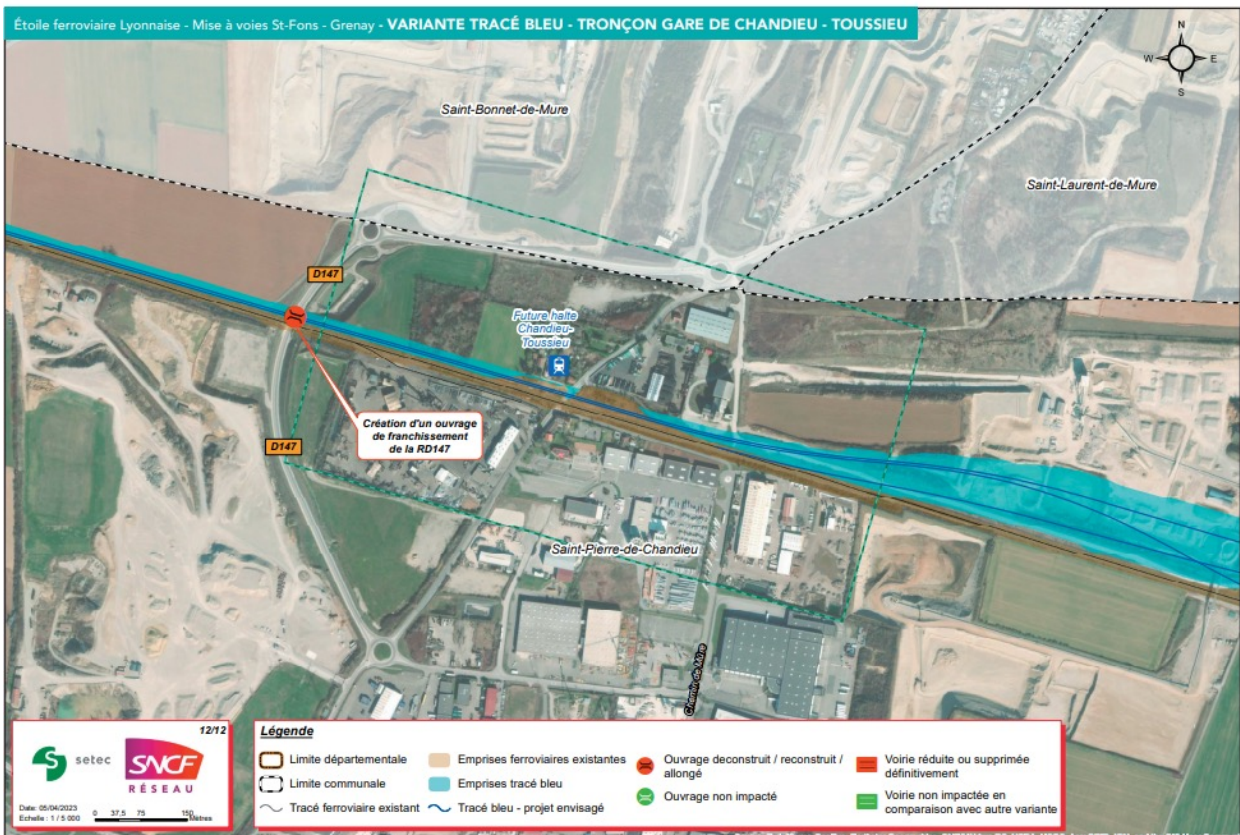 Étoile ferroviaire Lyonnaise - Mise à voies St-Fons - Grenay - VARIANTE TRACÉ BLEU - TRONÇON GARE DE CHANDIEU - TOUSSIEU
N
W E
S
Saint-Bonnet-de-Mure
Saint-Laurent-de-Mure
D147
Future halte
Chandieu-
Toussieu
Création d'un ouvrage
de franchissement
de la RD147
D147
Saint-Pierre-de-Chandieu
Chemin de Mûre
12/12
setec
SNCF
RÉSEAU
Date: 05/04/2023
Echelle : 1 / 5 000
0 37,5 75 150
Mètres
Légende
Limite départementale
Limite communale
Tracé ferroviaire existant
Emprises ferroviaires existantes
Emprises tracé bleu
Tracé bleu - projet envisagé
Ouvrage deconstruit / reconstruit /
allongé
Ouvrage non impacté
Voirie réduite ou supprimée
définitivement
Voirie non impactée en
comparaison avec autre variante